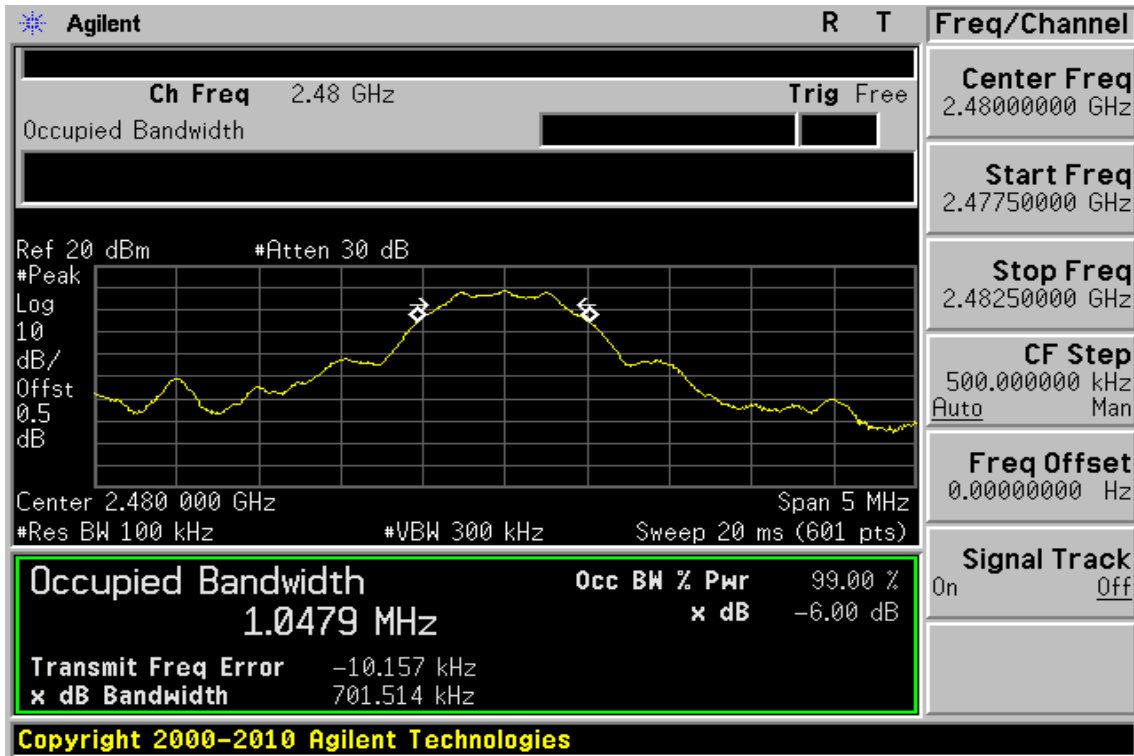 Agilent R T
Ch Freq 2.48 GHz Trig Free
Occupied Bandwidth
Ref 20 dBm #Atten 30 dB
#Peak
Log
10
dB/
Offst
0.5
dB
Center 2.480 000 GHz Span 5 MHz
#Res BW 100 kHz #VBW 300 kHz Sweep 20 ms (601 pts)
Occupied Bandwidth
1.0479 MHz
Occ BW % Pwr 99.00 %
x dB -6.00 dB
Transmit Freq Error -10.157 kHz
x dB Bandwidth 701.514 kHz
Copyright 2000-2010 Agilent Technologies
Freq/Channel
Center Freq
2.48000000 GHz
Start Freq
2.47750000 GHz
Stop Freq
2.48250000 GHz
CF Step
500.000000 kHz
Auto Man
Freq Offset
0.00000000 Hz
Signal Track
On Off